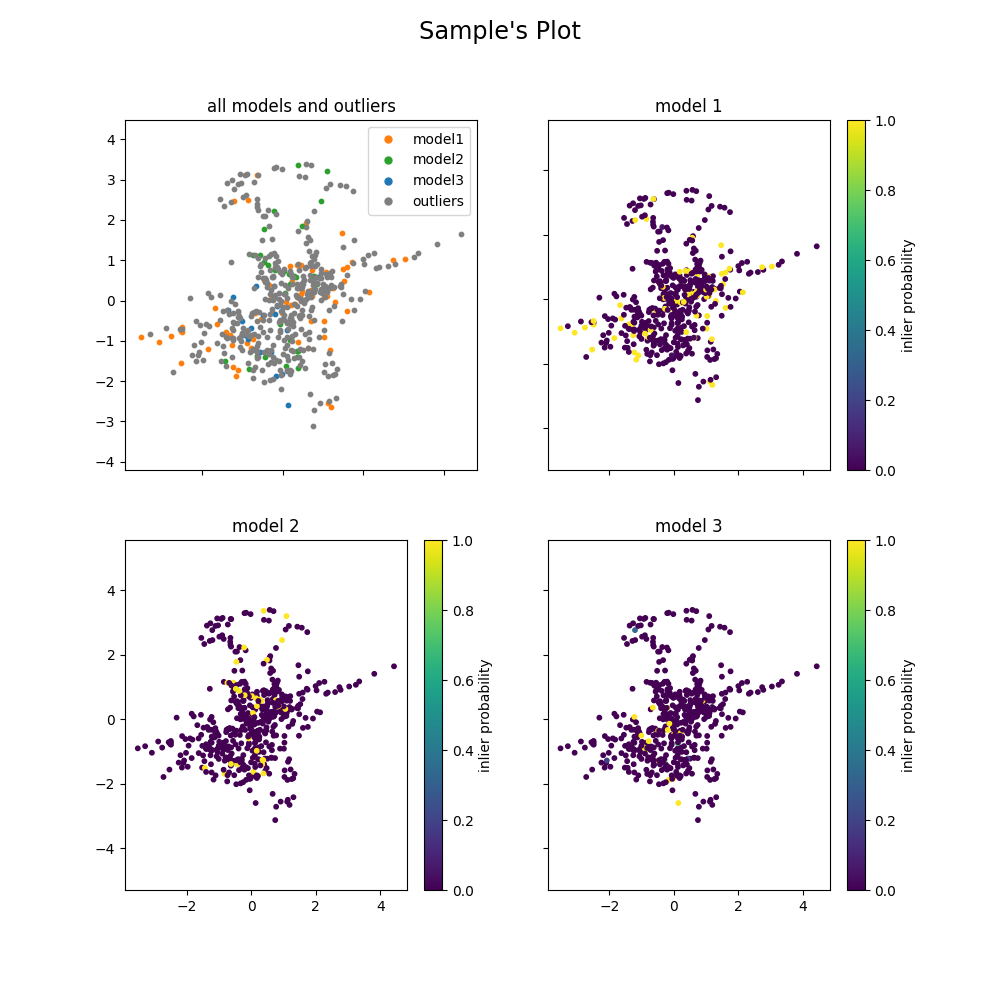 Sample's Plot
all models and outliers
4
3
2
1
0
−1
−2
−3
−4
model1
model2
model3
outliers
model 1
1.0
0.8
0.6
0.4
0.2
0.0
inlier probability
model 2
4
2
0
−2
−4
−2 0 2 4
1.0
0.8
0.6
0.4
0.2
0.0
inlier probability
model 3
−2 0 2 4
1.0
0.8
0.6
0.4
0.2
0.0
inlier probability